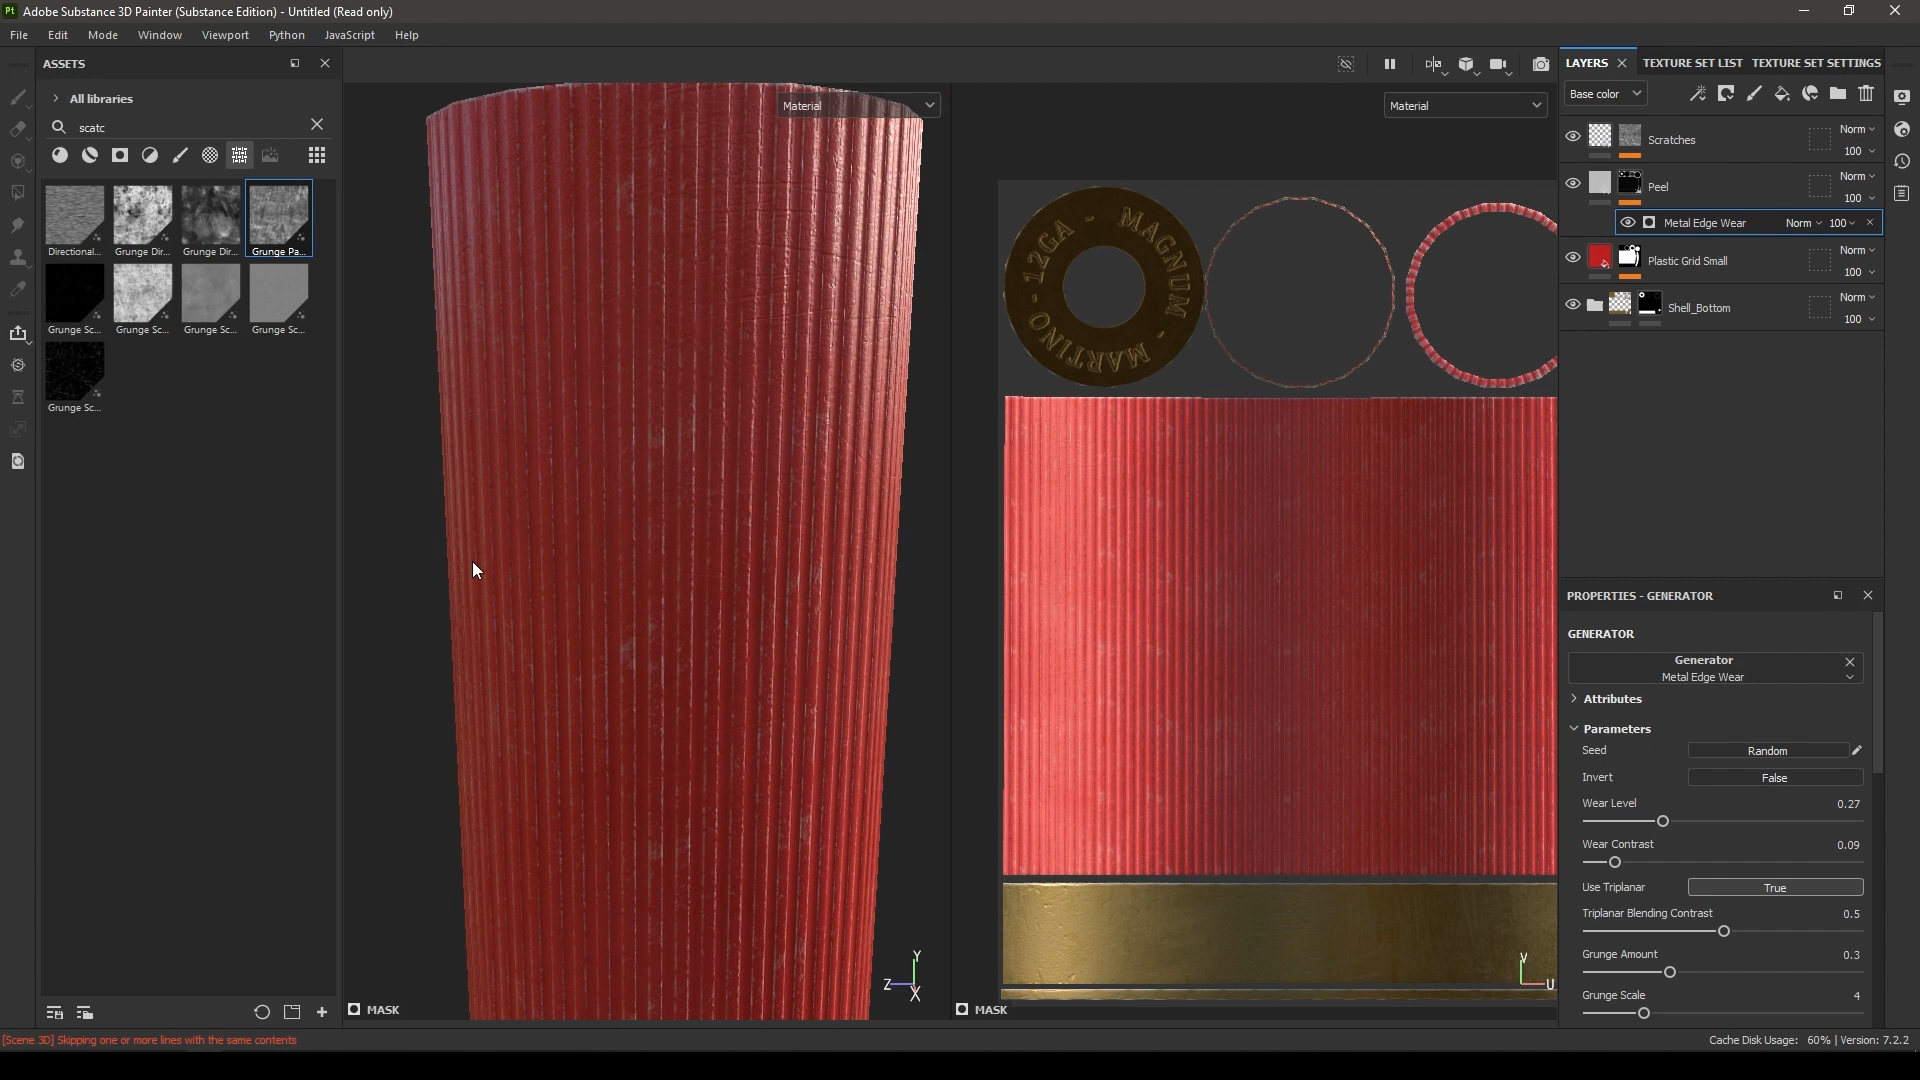 Pt Adobe Substance 3D Painter (Substance Edition) - Untitled (Read only)
File Edit Mode Window Viewport Python JavaScript Help
ASSETS
All libraries
scatc
Directional...
Grunge Dir...
Grunge Dir...
Grunge Pa...
Grunge Sc...
Grunge Sc...
Grunge Sc...
Grunge Sc...
Grunge Sc...
Material
Y
Z
X
MASK
Material
MAGNUM - MARTINO - 12GA -
V
U
MASK
LAYERS
TEXTURE SET LIST
TEXTURE SET SETTINGS
Base color
Scratches
Norm
100
Peel
Norm
100
Metal Edge Wear Norm 100
Plastic Grid Small
Norm
100
Shell_Bottom
Norm
100
PROPERTIES - GENERATOR
GENERATOR
Generator
Metal Edge Wear
Attributes
Parameters
Seed Random
Invert False
Wear Level 0.27
Wear Contrast 0.09
Use Triplanar True
Triplanar Blending Contrast 0.5
Grunge Amount 0.3
Grunge Scale 4
[Scene 3D] Skipping one or more lines with the same contents
Cache Disk Usage: 60% | Version: 7.2.2